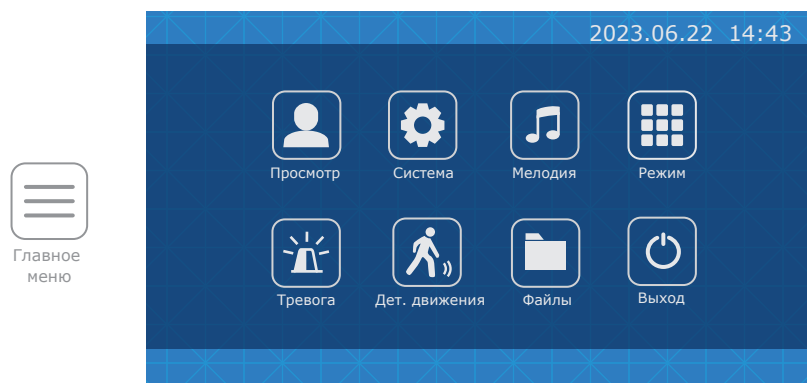 2023.06.22 14:43
Просмотр
Система
Мелодия
Режим
Главное
меню
Тревога
Дет. движения
Файлы
Выход